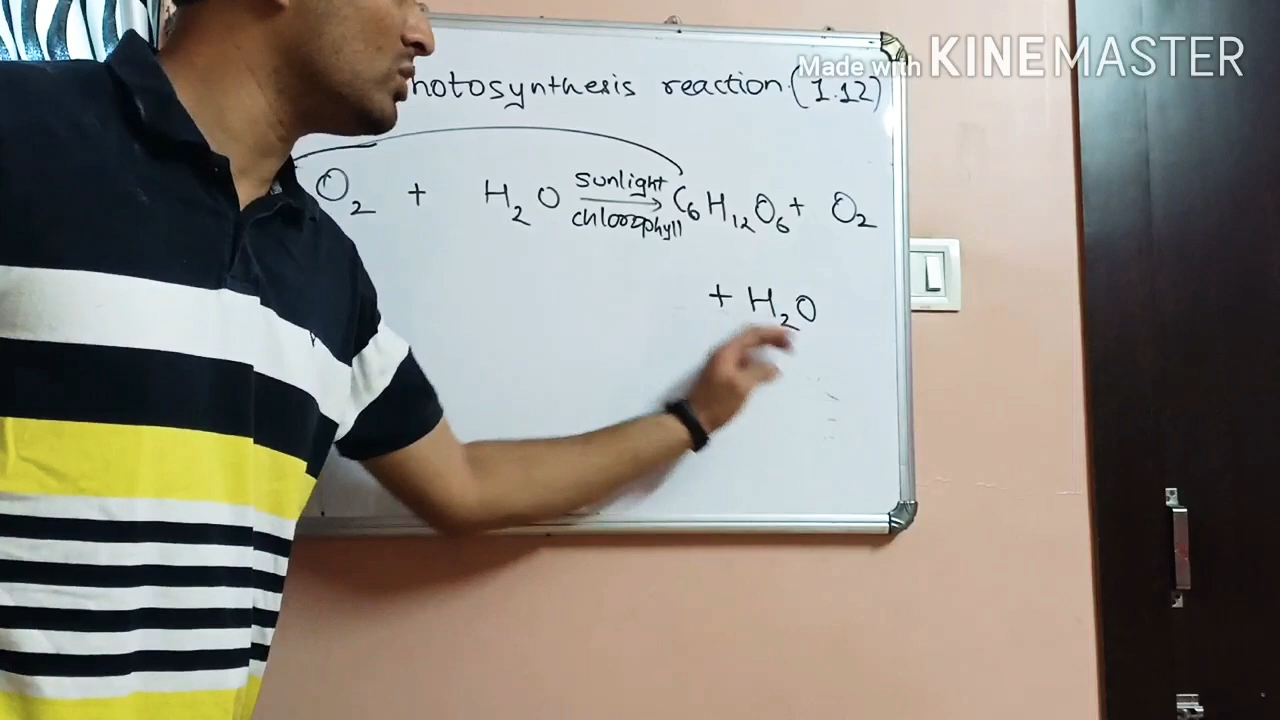 Made with KINEMASTER
hotosynthesis reaction.(1.12)
O₂ + H₂O sunlight → chlorophyll C₆H₁₂O₆ + O₂
+ H₂O